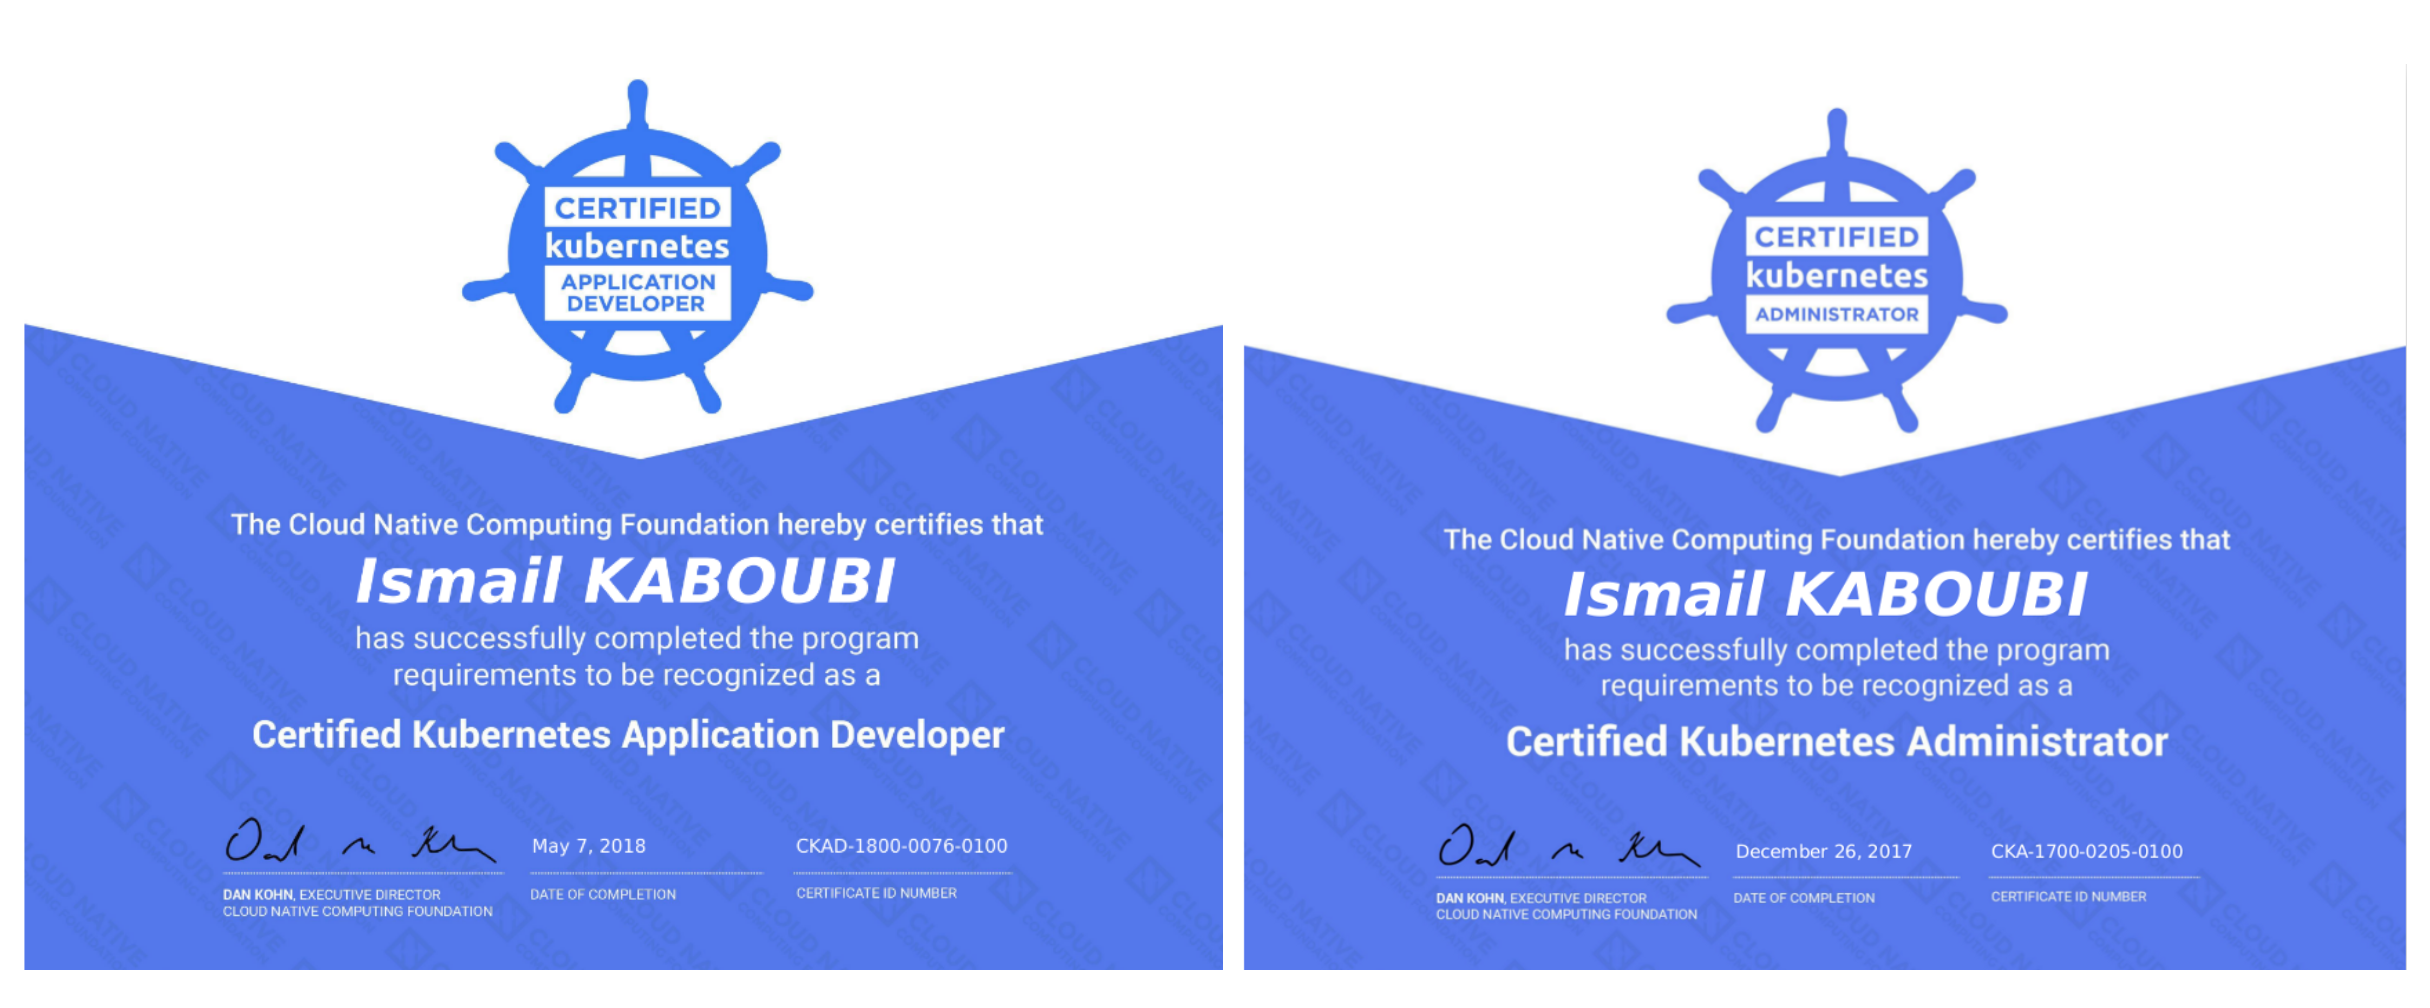 CERTIFIED
kubernetes
APPLICATION
DEVELOPER
The Cloud Native Computing Foundation hereby certifies that
Ismail KABOUBI
has successfully completed the program
requirements to be recognized as a
Certified Kubernetes Application Developer
May 7, 2018
CKAD-1800-0076-0100
DAN KOHN, EXECUTIVE DIRECTOR
CLOUD NATIVE COMPUTING FOUNDATION
DATE OF COMPLETION
CERTIFICATE ID NUMBER
CERTIFIED
kubernetes
ADMINISTRATOR
The Cloud Native Computing Foundation hereby certifies that
Ismail KABOUBI
has successfully completed the program
requirements to be recognized as a
Certified Kubernetes Administrator
December 26, 2017
CKA-1700-0205-0100
DAN KOHN, EXECUTIVE DIRECTOR
CLOUD NATIVE COMPUTING FOUNDATION
DATE OF COMPLETION
CERTIFICATE ID NUMBER